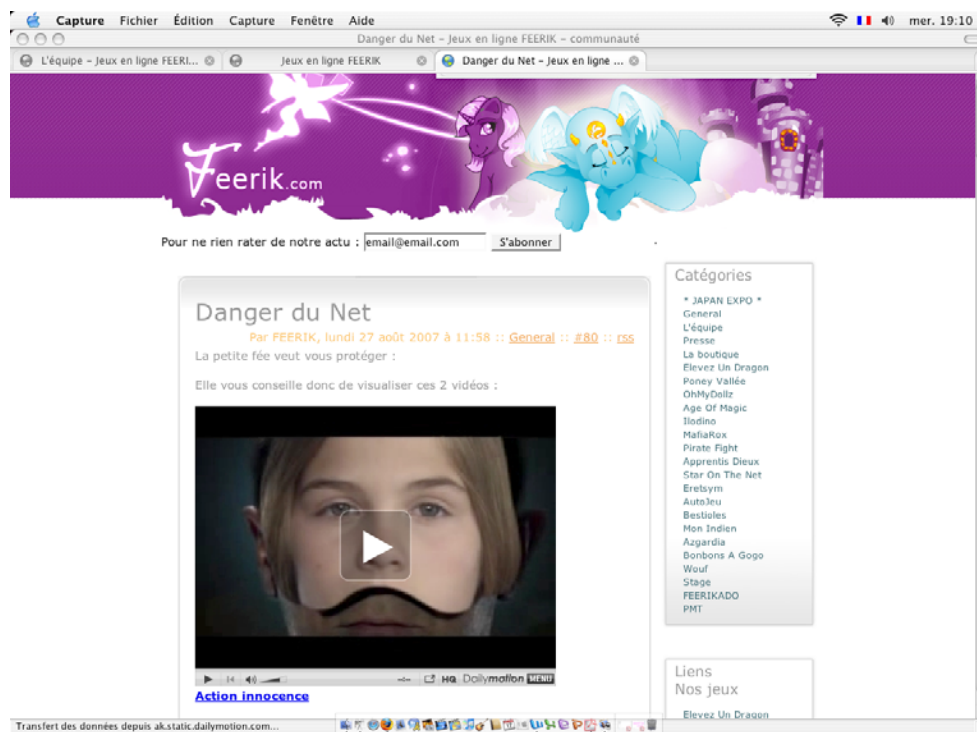 Capture Fichier Édition Capture Fenêtre Aide mer. 19:10
Danger du Net – Jeux en ligne FEERIK – communauté
L'équipe – Jeux en ligne FEERI... Jeux en ligne FEERIK Danger du Net – Jeux en ligne ...
Feerik.com
Pour ne rien rater de notre actu : email@email.com S'abonner
Danger du Net
Par FEERIK, lundi 27 août 2007 à 11:58 :: General :: #80 :: rss
La petite fée veut vous protéger :
Elle vous conseille donc de visualiser ces 2 vidéos :
HQ Dailymotion MENU
Action innocence
Catégories
* JAPAN EXPO *
General
L'équipe
Presse
La boutique
Elevez Un Dragon
Poney Vallée
OhMyDollz
Age Of Magic
Ilodino
MafiaRox
Pirate Fight
Apprentis Dieux
Star On The Net
Eretsym
AutoJeu
Bestioles
Mon Indien
Azgardia
Bonbons A Gogo
Wouf
Stage
FEERIKADO
PMT
Liens
Nos jeux
Elevez Un Dragon
Transfert des données depuis ak.static.dailymotion.com...